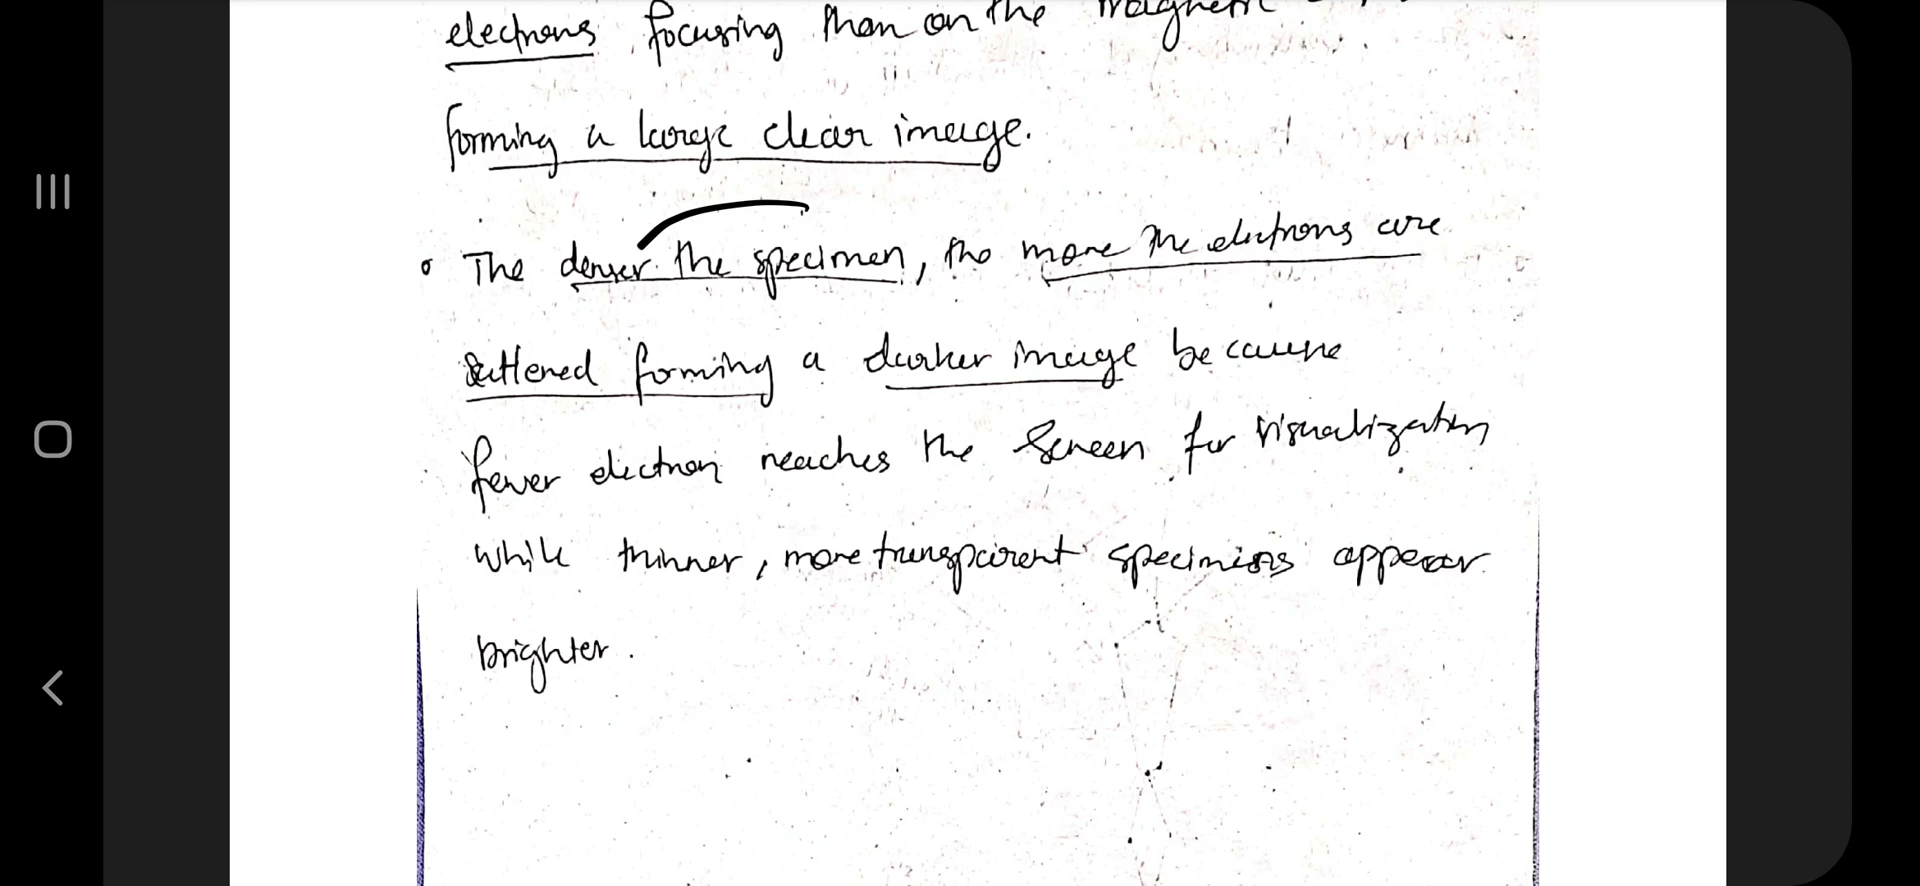 electrons, focusing them on the magnetic
forming a large clear image.
• The denser the specimen, the more the electrons are
scattered forming a darker image because
fewer electron reaches the screen for visualization
while thinner, more transparent specimens appear
brighter.